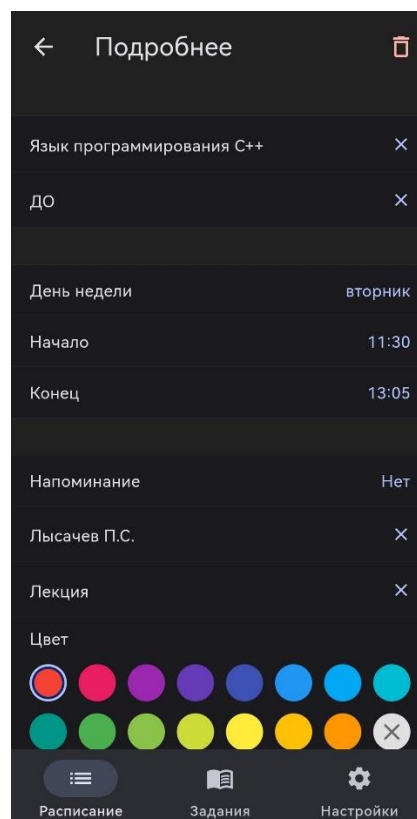 Подробнее
Язык программирования C++
ДО
День недели вторник
Начало 11:30
Конец 13:05
Напоминание Нет
Лысачев П.С.
Лекция
Цвет
Расписание Задания Настройки